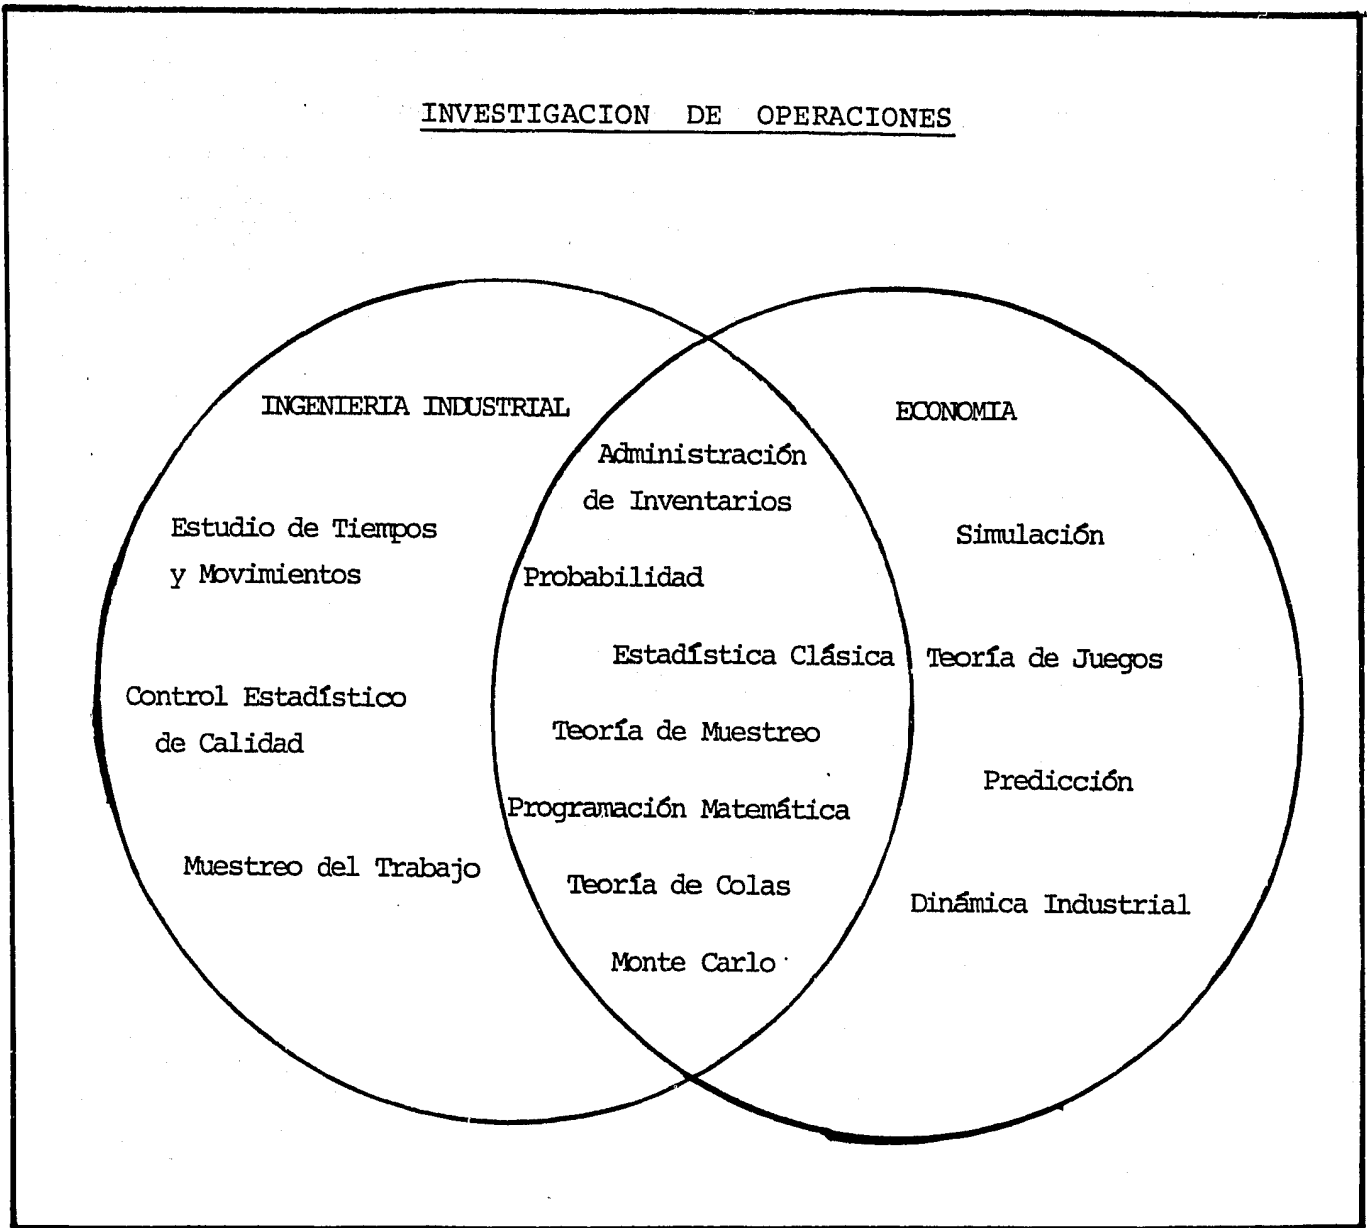 INVESTIGACION DE OPERACIONES
INGENIERIA INDUSTRIAL
Estudio de Tiempos
y Movimientos
Control Estadístico
de Calidad
Muestreo del Trabajo
Administración
de Inventarios
Probabilidad
Estadística Clásica
Teoría de Muestreo
Programación Matemática
Teoría de Colas
Monte Carlo
ECONOMIA
Simulación
Teoría de Juegos
Predicción
Dinámica Industrial